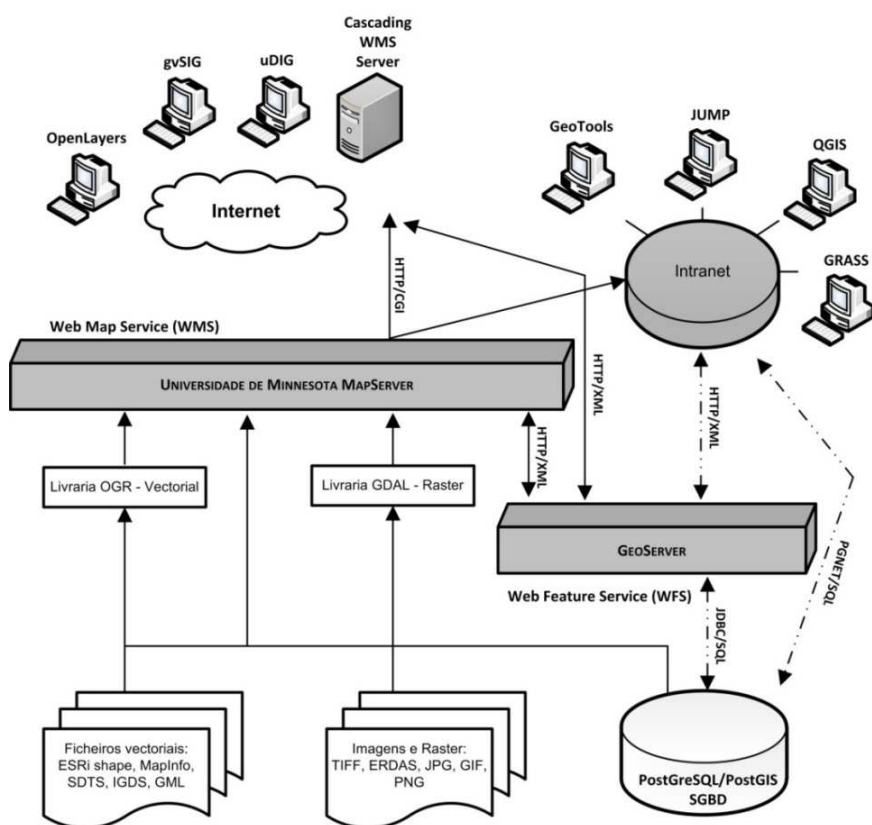 Cascading
WMS
Server
gvSIG
uDIG
OpenLayers
Internet
GeoTools
JUMP
QGIS
GRASS
Intranet
HTTP/CGI
Web Map Service (WMS)
UNIVERSIDADE DE MINNESOTA MAPSERVER
HTTP/XML
HTTP/XML
HTTP/XML
Livraria OGR - Vectorial
Livraria GDAL - Raster
GEOSERVER
Web Feature Service (WFS)
PGNET/SQL
JDBC/SQL
Ficheiros vectoriais:
ESRi shape, MapInfo,
SDTS, IGDS, GML
Imagens e Raster:
TIFF, ERDAS, JPG, GIF,
PNG
PostGreSQL/PostGIS
SGBD